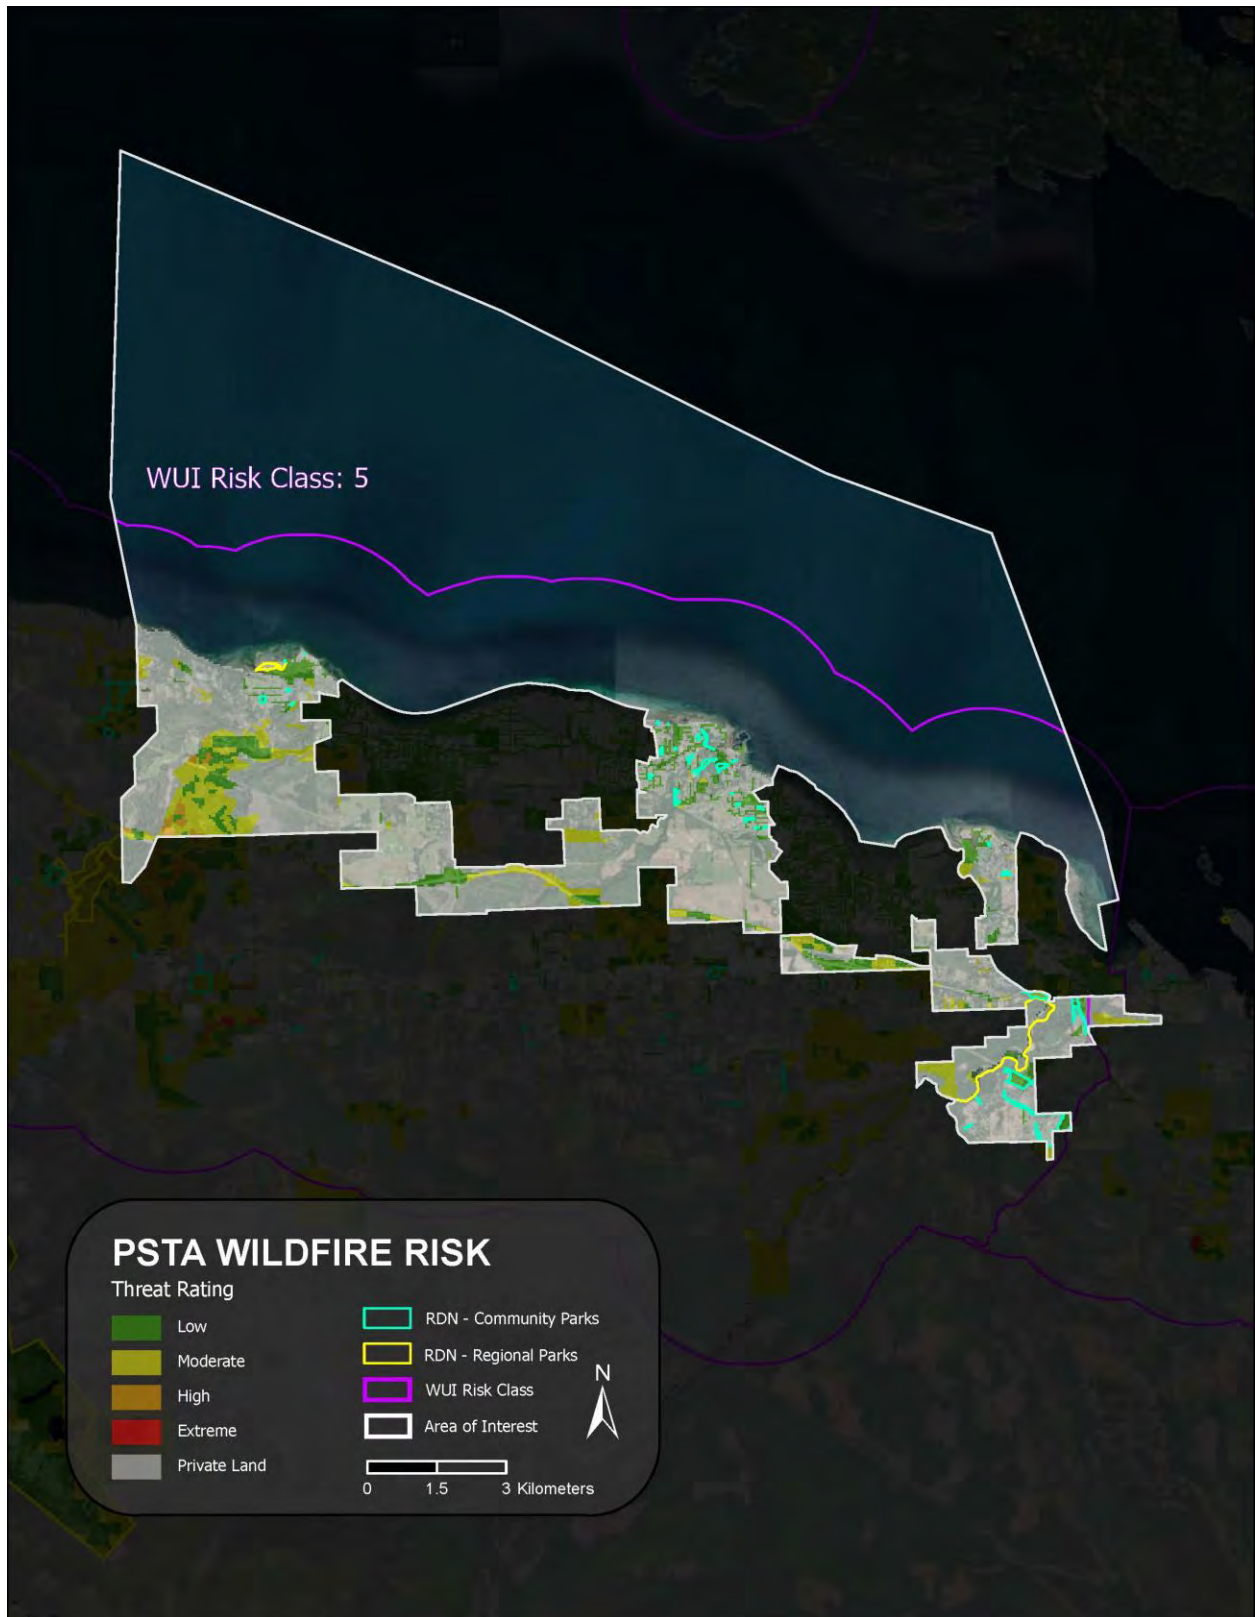 WUI Risk Class: 5
PSTA WILDFIRE RISK
Threat Rating
Low
Moderate
High
Extreme
Private Land
RDN - Community Parks
RDN - Regional Parks
WUI Risk Class
Area of Interest
N
0 1.5 3 Kilometers